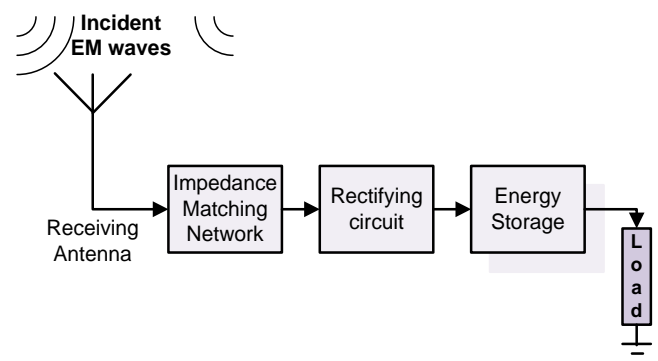 Incident
EM waves
Receiving
Antenna
Impedance
Matching
Network
Rectifying
circuit
Energy
Storage
L
o
a
d